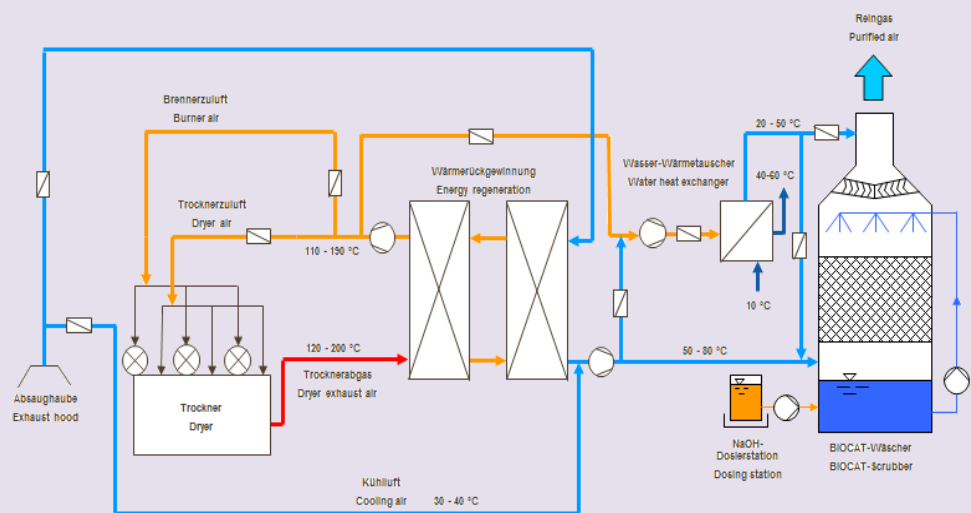 Reingas
Purified air
Brennerzuluft
Burner air
20 - 50 °C
Wärmerückgewinnung
Energy regeneration
Wasser-Wärmetauscher
Water heat exchanger
40-60 °C
Trocknerzuluft
Dryer air
110 - 190 °C
10 °C
120 - 200 °C
50 - 80 °C
Trocknerabgas
Dryer exhaust air
Absaughaube
Exhaust hood
Trockner
Dryer
NaOH-
Dosierstation
Dosing station
BIOCAT-Wäscher
BIOCAT-Scrubber
Kühlluft
Cooling air 30 - 40 °C